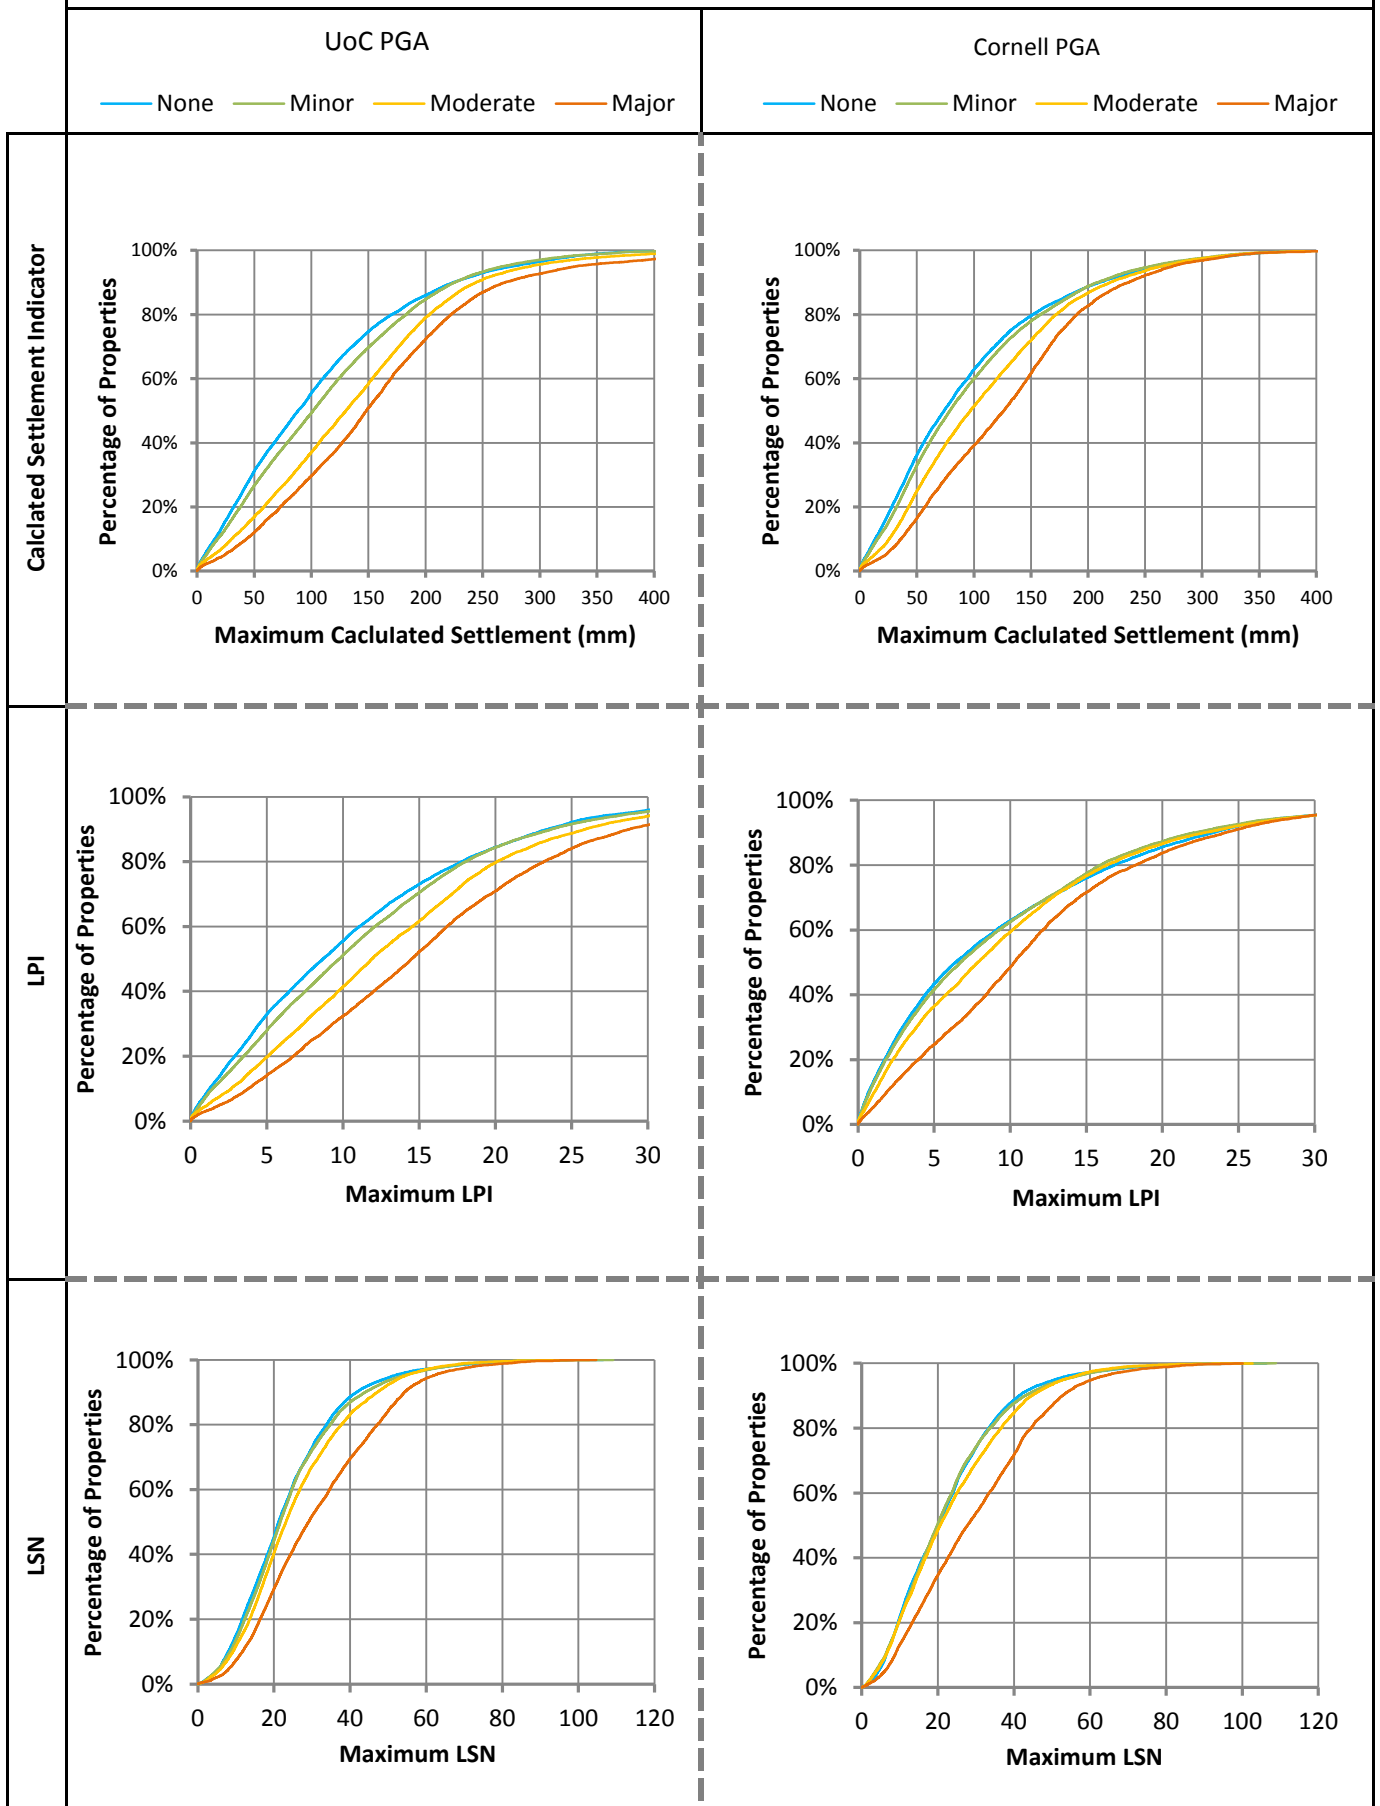 UoC PGA
Cornell PGA
None Minor Moderate Major
None Minor Moderate Major
Calclated Settlement Indicator
Percentage of Properties
100%
80%
60%
40%
20%
0%
0 50 100 150 200 250 300 350 400
Maximum Caclulated Settlement (mm)
Percentage of Properties
100%
80%
60%
40%
20%
0%
0 50 100 150 200 250 300 350 400
Maximum Caclulated Settlement (mm)
LPI
Percentage of Properties
100%
80%
60%
40%
20%
0%
0 5 10 15 20 25 30
Maximum LPI
Percentage of Properties
100%
80%
60%
40%
20%
0%
0 5 10 15 20 25 30
Maximum LPI
LSN
Percentage of Properties
100%
80%
60%
40%
20%
0%
0 20 40 60 80 100 120
Maximum LSN
Percentage of Properties
100%
80%
60%
40%
20%
0%
0 20 40 60 80 100 120
Maximum LSN